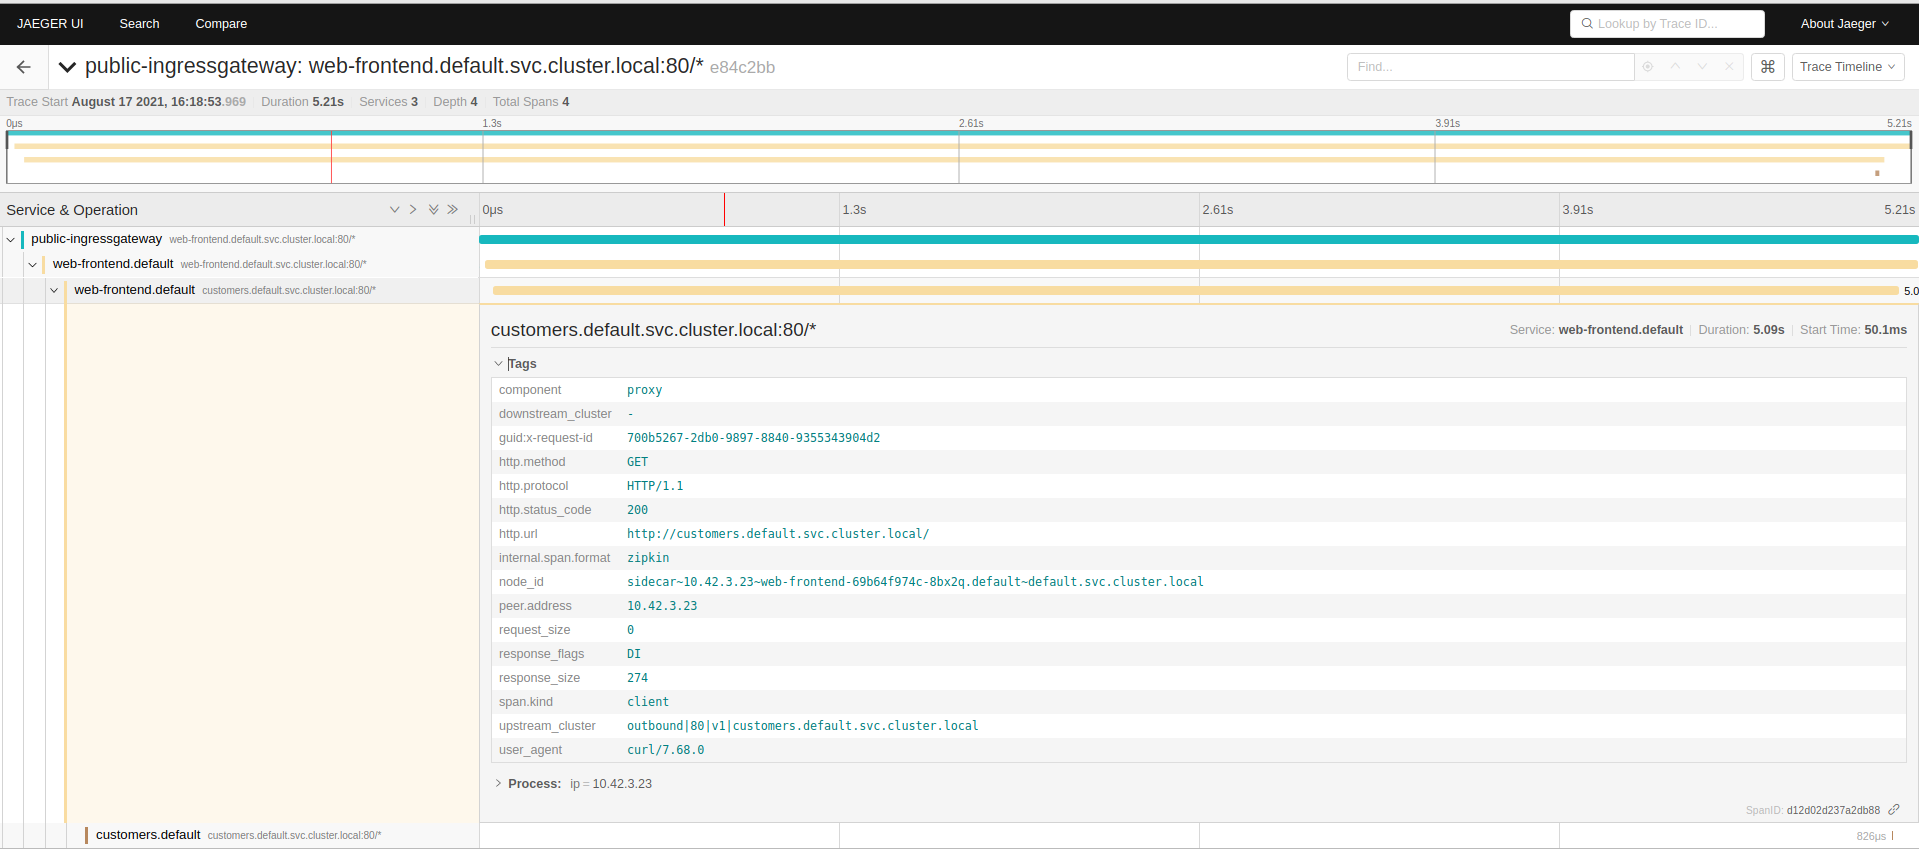 JAEGER UI Search Compare Lookup by Trace ID... About Jaeger
public-ingressgateway: web-frontend.default.svc.cluster.local:80/* e84c2bb Find... ⌘ Trace Timeline
Trace Start August 17 2021, 16:18:53.969 Duration 5.21s Services 3 Depth 4 Total Spans 4
0μs 1.3s 2.61s 3.91s 5.21s
Service & Operation 0μs 1.3s 2.61s 3.91s 5.21s
public-ingressgateway web-frontend.default.svc.cluster.local:80/*
web-frontend.default web-frontend.default.svc.cluster.local:80/*
web-frontend.default customers.default.svc.cluster.local:80/* 5.0
customers.default.svc.cluster.local:80/* Service: web-frontend.default Duration: 5.09s Start Time: 50.1ms
Tags
component proxy
downstream_cluster -
guid:x-request-id 700b5267-2db0-9897-8840-9355343904d2
http.method GET
http.protocol HTTP/1.1
http.status_code 200
http.url http://customers.default.svc.cluster.local/
internal.span.format zipkin
node_id sidecar~10.42.3.23~web-frontend-69b64f974c-8bx2q.default~default.svc.cluster.local
peer.address 10.42.3.23
request_size 0
response_flags DI
response_size 274
span.kind client
upstream_cluster outbound|80|v1|customers.default.svc.cluster.local
user_agent curl/7.68.0
Process: ip = 10.42.3.23
SpanID: d12d02d237a2db88
customers.default customers.default.svc.cluster.local:80/* 826μs